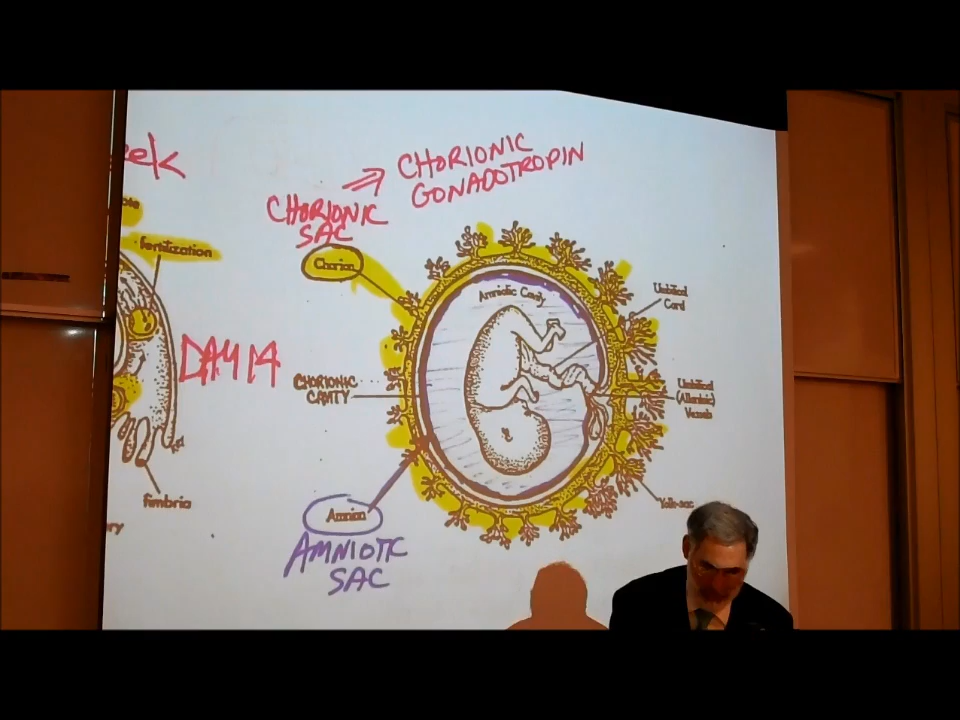 eek
CHORIONIC
GONADOTROPIN
CHORIONIC
SAC
fertilization
Chorion
Amniotic Cavity
Umbilical
Cord
DAY 14
CHORIONIC
CAVITY
Umbilical
(Allantoic)
Vessels
fimbria
Yolk-sac
Amnion
AMNIOTIC
SAC